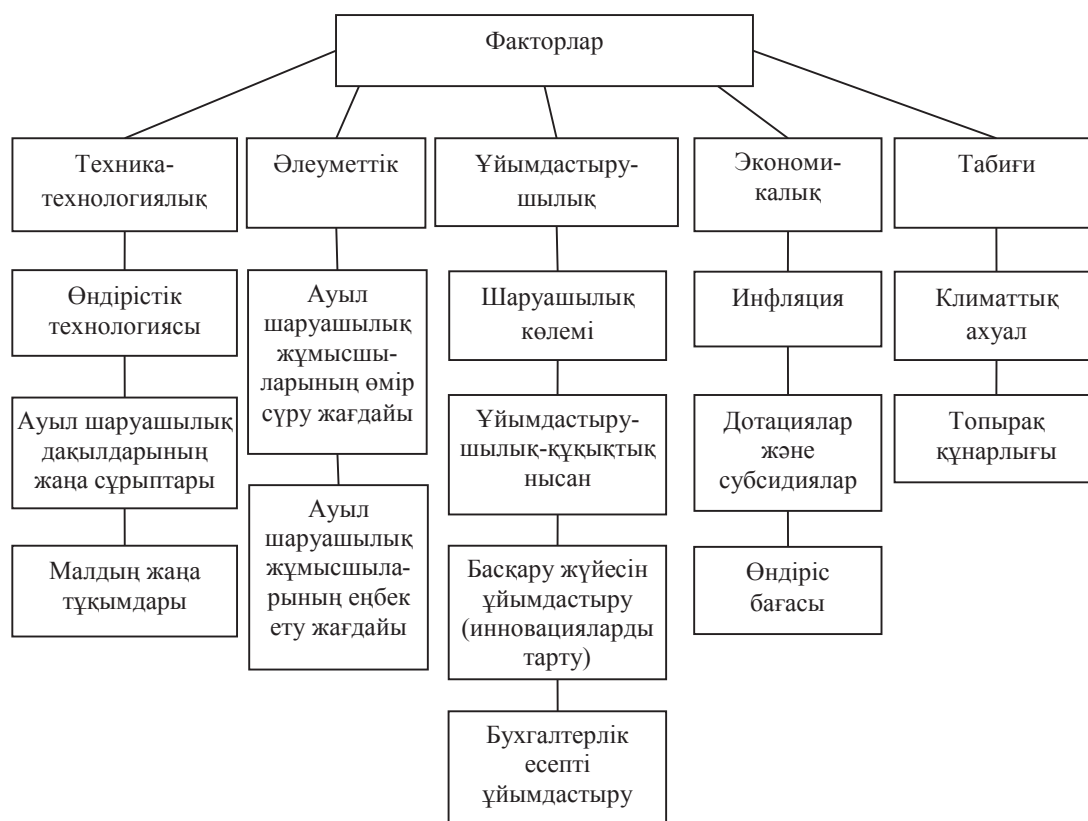 Факторлар
Техника-
технологиялық
Әлеуметтік
Ұйымдастыру-
шылық
Экономи-
калық
Табиғи
Өндірістік
технологиясы
Ауыл шаруашылық
дақылдарының
жаңа сұрыптары
Малдың жаңа
тұқымдары
Ауыл
шаруашылық
жұмысшы-
ларының өмір
сүру жағдайы
Ауыл
шаруашылық
жұмысшыла-
рының еңбек
ету жағдайы
Шаруашылық
көлемі
Ұйымдастыру-
шылық-құқықтық
нысан
Басқару жүйесін
ұйымдастыру
(инновацияларды
тарту)
Бухгалтерлік
есепті
ұйымдастыру
Инфляция
Дотациялар
және
субсидиялар
Өндіріс
бағасы
Климаттық
ахуал
Топырақ
құнарлығы